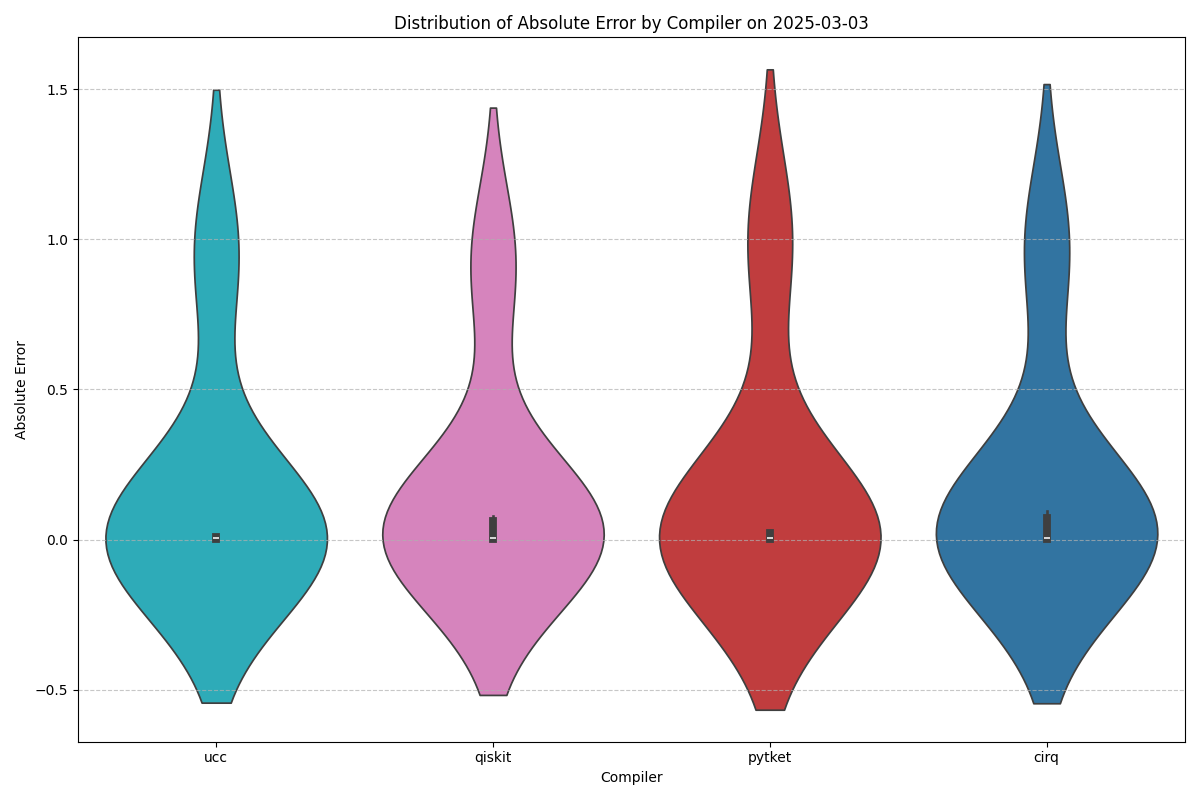 Distribution of Absolute Error by Compiler on 2025-03-03
Absolute Error
1.5
1.0
0.5
0.0
−0.5
ucc qiskit pytket cirq
Compiler